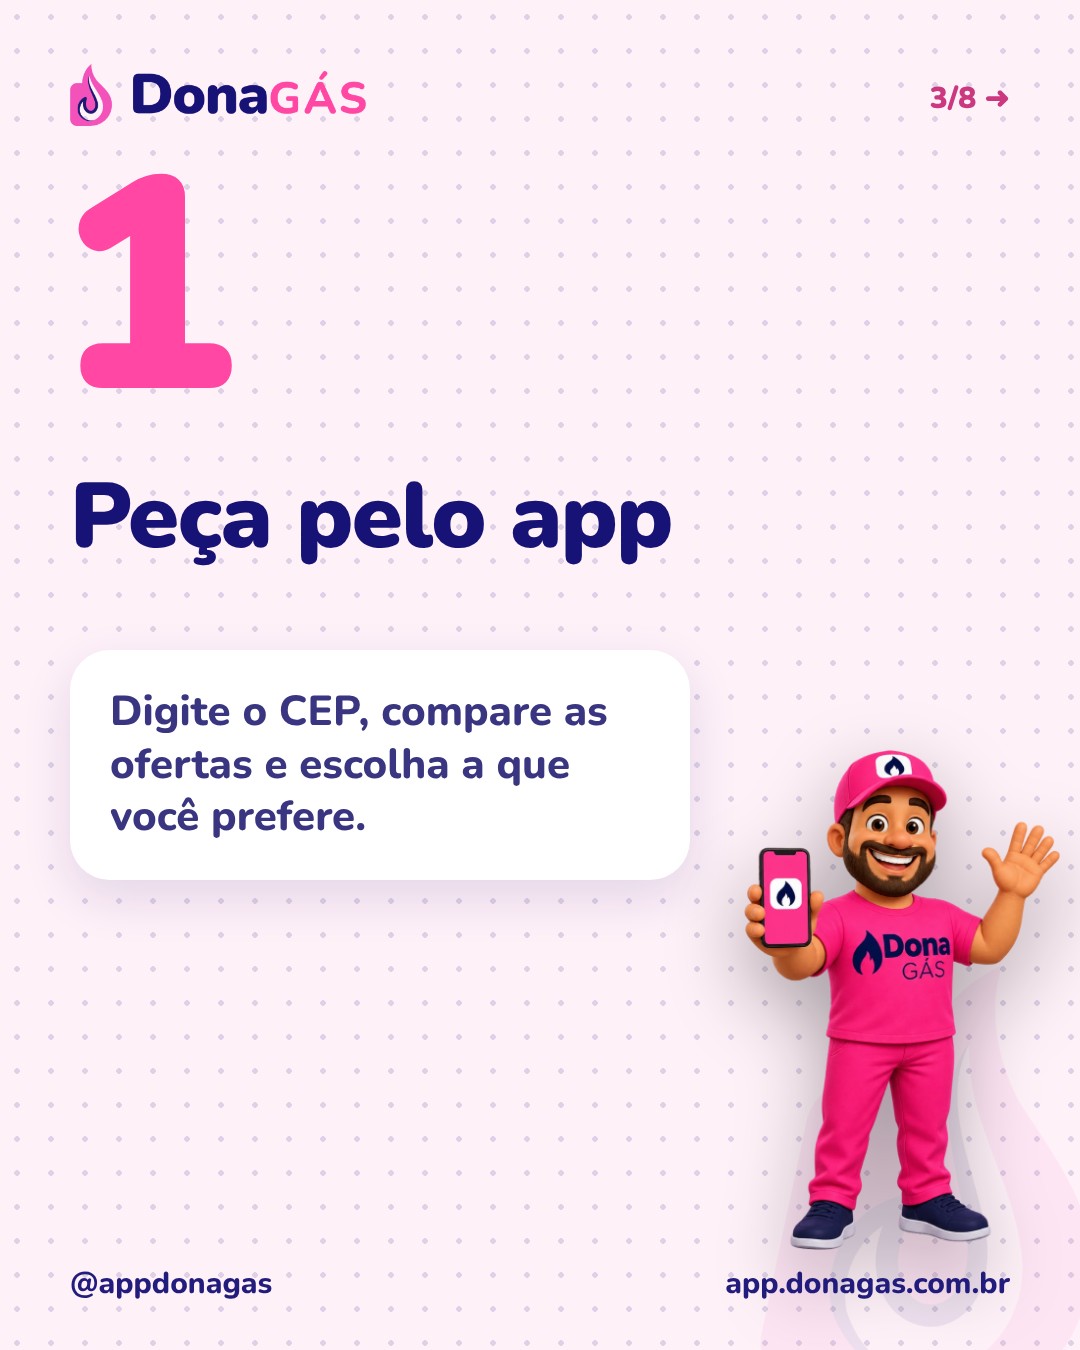 DonaGÁS
3/8 →
1
Peça pelo app
Digite o CEP, compare as
ofertas e escolha a que
você prefere.
Dona
GÁS
@appdonagas
app.donagas.com.br